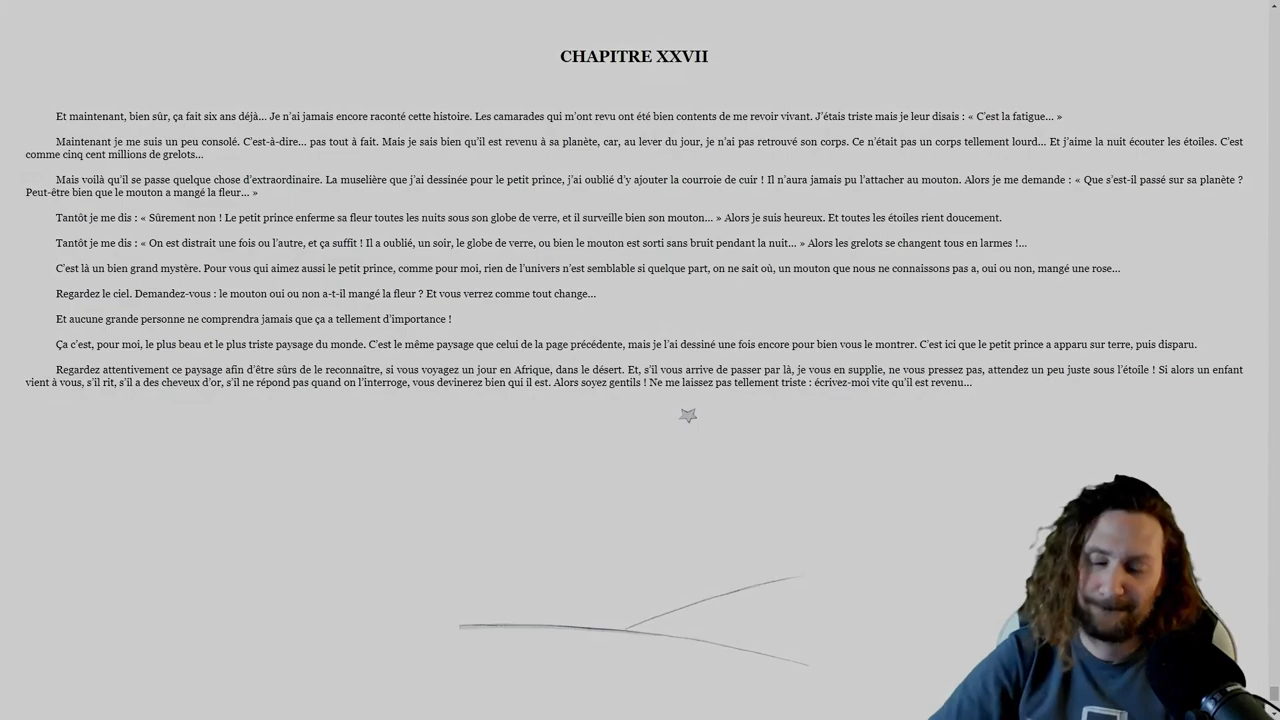 CHAPITRE XXVII
Et maintenant, bien sûr, ça fait six ans déjà… Je n’ai jamais encore raconté cette histoire. Les camarades qui m’ont revu ont été bien contents de me revoir vivant. J’étais triste mais je leur disais : « C’est la fatigue… »
Maintenant je me suis un peu consolé. C’est-à-dire… pas tout à fait. Mais je sais bien qu’il est revenu à sa planète, car, au lever du jour, je n’ai pas retrouvé son corps. Ce n’était pas un corps tellement lourd… Et j’aime la nuit écouter les étoiles. C’est
comme cinq cent millions de grelots…
Mais voilà qu’il se passe quelque chose d’extraordinaire. La muselière que j’ai dessinée pour le petit prince, j’ai oublié d’y ajouter la courroie de cuir ! Il n’aura jamais pu l’attacher au mouton. Alors je me demande : « Que s’est-il passé sur sa planète ?
Peut-être bien que le mouton a mangé la fleur… »
Tantôt je me dis : « Sûrement non ! Le petit prince enferme sa fleur toutes les nuits sous son globe de verre, et il surveille bien son mouton… » Alors je suis heureux. Et toutes les étoiles rient doucement.
Tantôt je me dis : « On est distrait une fois ou l’autre, et ça suffit ! Il a oublié, un soir, le globe de verre, ou bien le mouton est sorti sans bruit pendant la nuit… » Alors les grelots se changent tous en larmes !…
C’est là un bien grand mystère. Pour vous qui aimez aussi le petit prince, comme pour moi, rien de l’univers n’est semblable si quelque part, on ne sait où, un mouton que nous ne connaissons pas a, oui ou non, mangé une rose…
Regardez le ciel. Demandez-vous : le mouton oui ou non a-t-il mangé la fleur ? Et vous verrez comme tout change…
Et aucune grande personne ne comprendra jamais que ça a tellement d’importance !
Ça c’est, pour moi, le plus beau et le plus triste paysage du monde. C’est le même paysage que celui de la page précédente, mais je l’ai dessiné une fois encore pour bien vous le montrer. C’est ici que le petit prince a apparu sur terre, puis disparu.
Regardez attentivement ce paysage afin d’être sûrs de le reconnaître, si vous voyagez un jour en Afrique, dans le désert. Et, s’il vous arrive de passer par là, je vous en supplie, ne vous pressez pas, attendez un peu juste sous l’étoile ! Si alors un enfant
vient à vous, s’il rit, s’il a des cheveux d’or, s’il ne répond pas quand on l’interroge, vous devinerez bien qui il est. Alors soyez gentils ! Ne me laissez pas tellement triste : écrivez-moi vite qu’il est revenu…